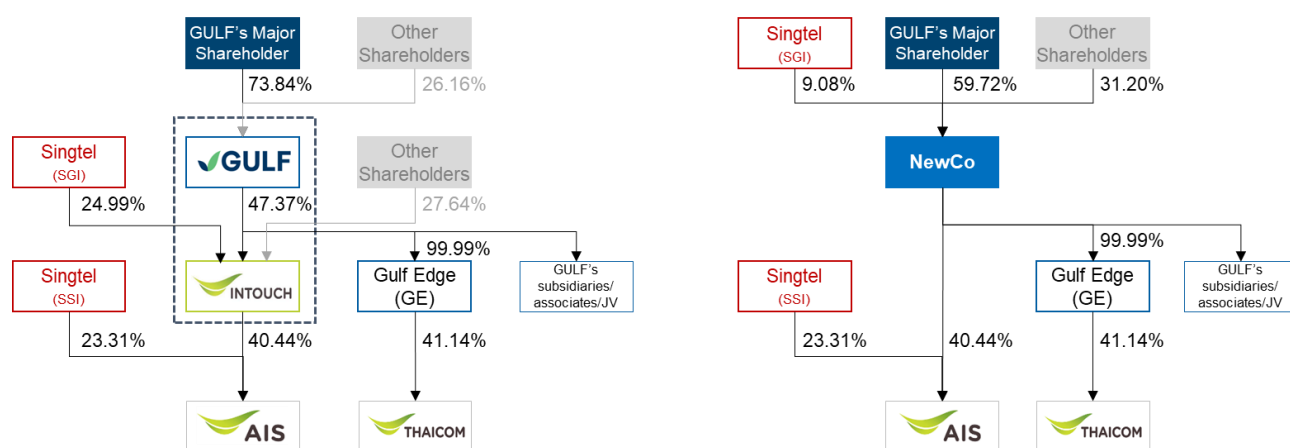 GULF's Major
Shareholder
Other
Shareholders
73.84%
26.16%
Singtel
(SGI)
GULF
Other
Shareholders
24.99%
47.37%
27.64%
99.99%
Singtel
(SSI)
INTOUCH
Gulf Edge
(GE)
GULF's
subsidiaries/
associates/JV
23.31%
40.44%
41.14%
AIS
THAICOM
Singtel
(SGI)
GULF's Major
Shareholder
Other
Shareholders
9.08%
59.72%
31.20%
NewCo
99.99%
Singtel
(SSI)
Gulf Edge
(GE)
GULF's
subsidiaries/
associates/JV
23.31%
40.44%
41.14%
AIS
THAICOM